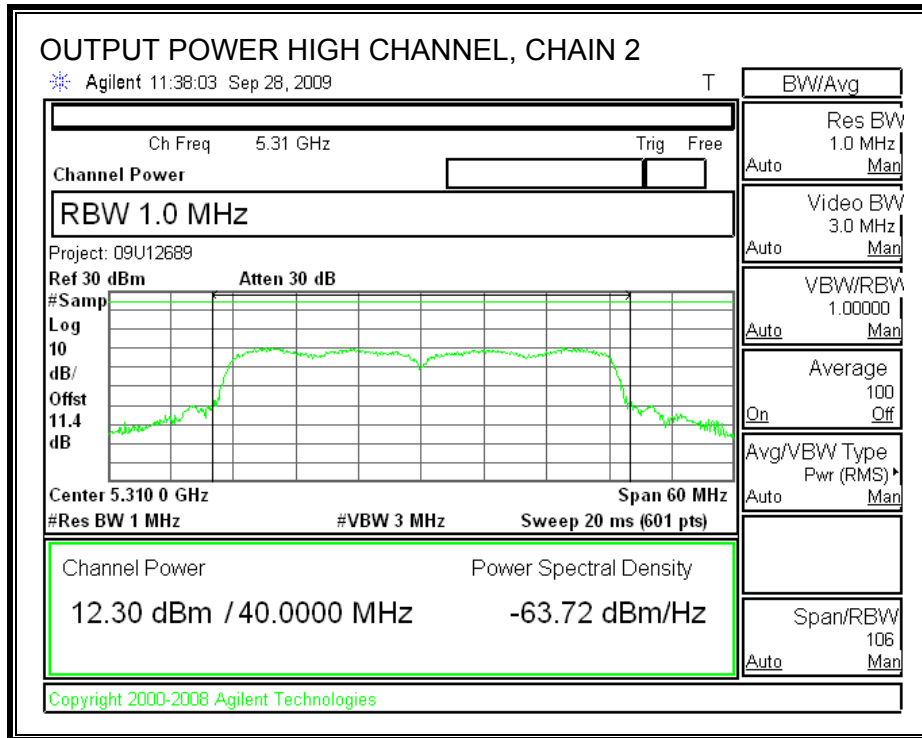 OUTPUT POWER HIGH CHANNEL, CHAIN 2
Agilent 11:38:03 Sep 28, 2009 T
BW/Avg
Ch Freq 5.31 GHz Trig Free
Channel Power
RBW 1.0 MHz
Project: 09U12689
Ref 30 dBm Atten 30 dB
#Samp
Log
10
dB/
Offst
11.4
dB
Center 5.310 0 GHz Span 60 MHz
#Res BW 1 MHz #VBW 3 MHz Sweep 20 ms (601 pts)
Channel Power Power Spectral Density
12.30 dBm / 40.0000 MHz -63.72 dBm/Hz
Copyright 2000-2008 Agilent Technologies
Res BW
1.0 MHz
Auto Man
Video BW
3.0 MHz
Auto Man
VBW/RBW
1.00000
Auto Man
Average
100
On Off
Avg/VBW Type
Pwr (RMS)
Auto Man
Span/RBW
106
Auto Man